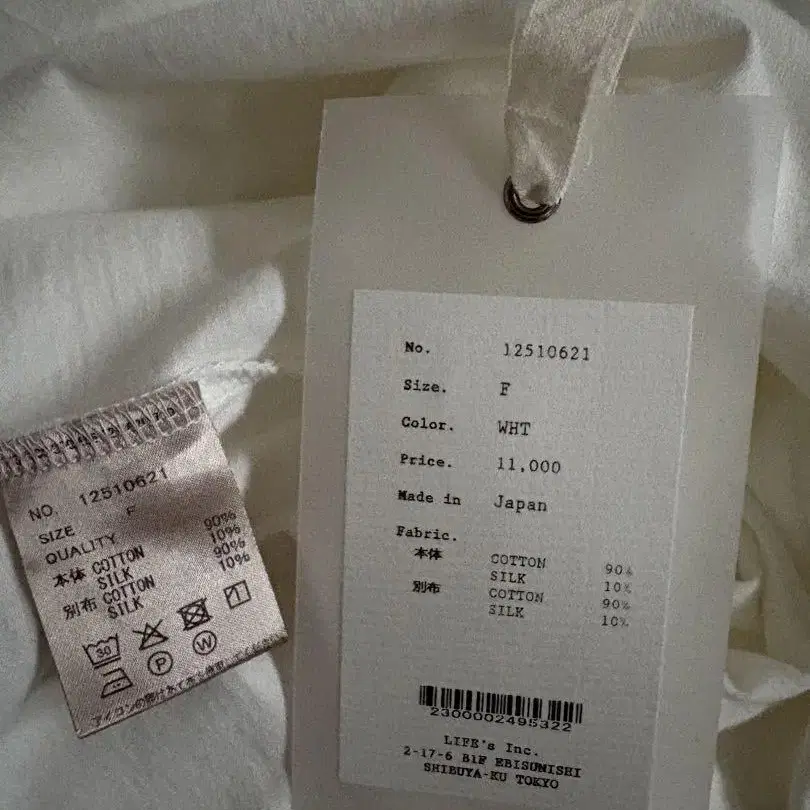 NO. 12510621
SIZE F
QUALITY
本体 COTTON 90%
SILK 10%
別布 COTTON 90%
SILK 10%
30
P W
No. 12510621
Size. F
Color. WHT
Price. 11,000
Made in Japan
Fabric.
本体 COTTON 90%
SILK 10%
別布 COTTON 90%
SILK 10%
2300002495322
LIFE's Inc.
2-17-6 B1F EBISUNISHI
SHIBUYA-KU TOKYO